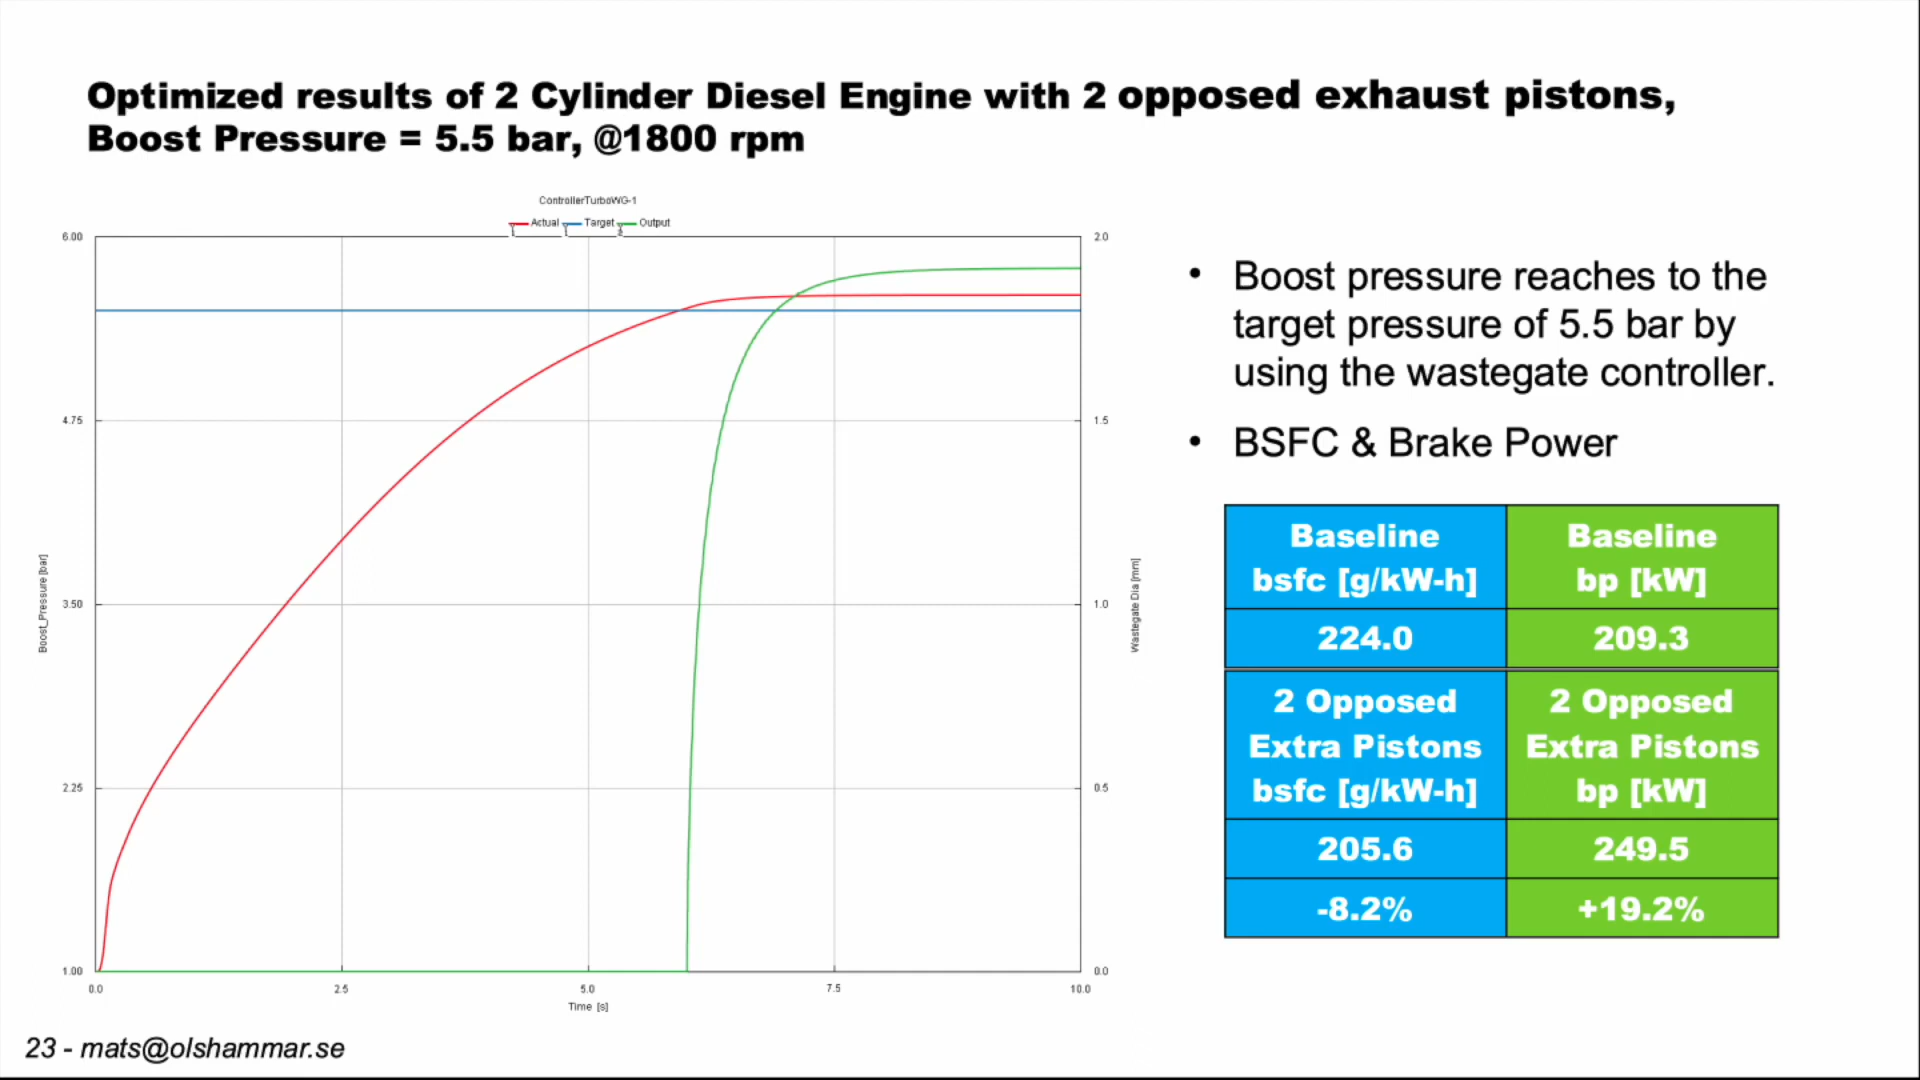 Optimized results of 2 Cylinder Diesel Engine with 2 opposed exhaust pistons,
Boost Pressure = 5.5 bar, @1800 rpm
ControllerTurboWG-1
Actual Target Output
1 1 2
6.00
4.75
3.50
2.25
1.00
Boost_Pressure [bar]
2.0
1.5
1.0
0.5
0.0
Wastegate Dia [mm]
0.0 2.5 5.0 7.5 10.0
Time [s]
• Boost pressure reaches to the
target pressure of 5.5 bar by
using the wastegate controller.
• BSFC & Brake Power
Baseline
bsfc [g/kW-h]
Baseline
bp [kW]
224.0 209.3
2 Opposed
Extra Pistons
bsfc [g/kW-h]
2 Opposed
Extra Pistons
bp [kW]
205.6 249.5
-8.2% +19.2%
23 - mats@olshammar.se